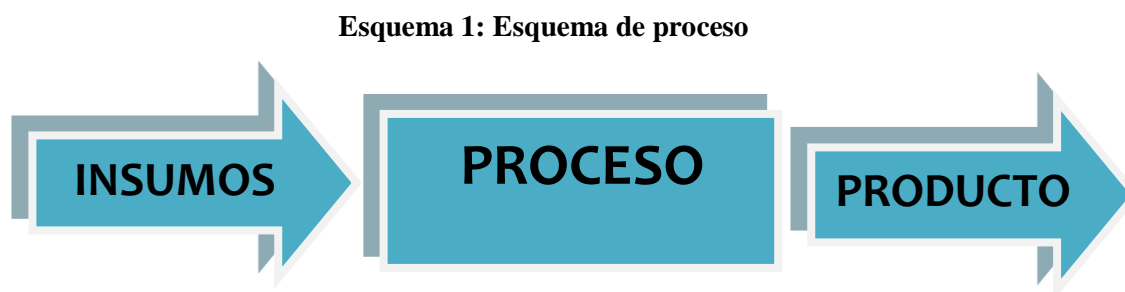 Esquema 1: Esquema de proceso
INSUMOS
PROCESO
PRODUCTO